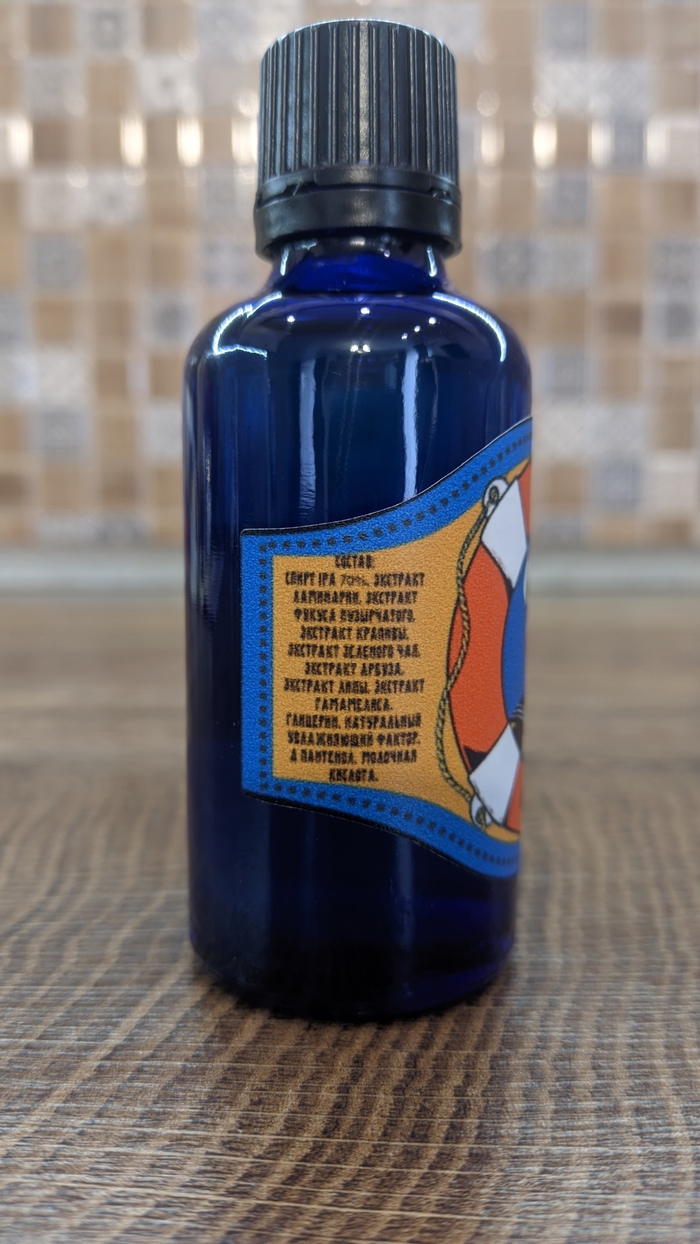 СОСТАВ:
СПИРТ IPA 70%, ЭКСТРАКТ
ЛАМИНАРИИ, ЭКСТРАКТ
ФУКУСА ПУЗЫРЧАТОГО,
ЭКСТРАКТ КРАПИВЫ,
ЭКСТРАКТ ЗЕЛЕНОГО ЧАЯ,
ЭКСТРАКТ АРБУЗА,
ЭКСТРАКТ ЛИПЫ, ЭКСТРАКТ
ГАМАМЕЛИСА,
ГЛИЦЕРИН, НАТУРАЛЬНЫЙ
УВЛАЖНЯЮЩИЙ ФАКТОР,
Д ПАНТЕНОЛ, МОЛОЧНАЯ
КИСЛОТА.